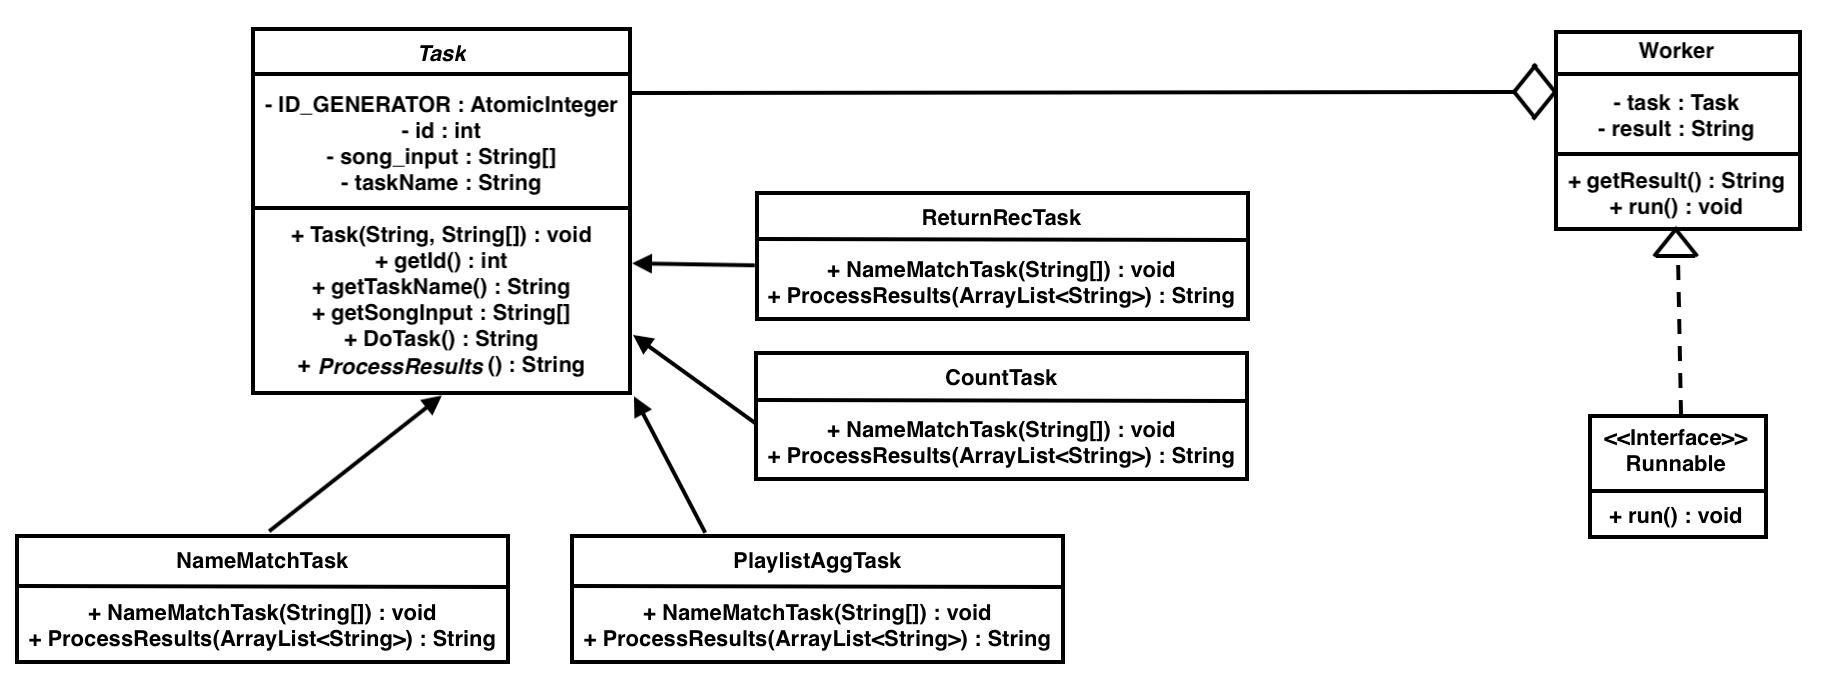 Task
- ID_GENERATOR : AtomicInteger
- id : int
- song_input : String[]
- taskName : String
+ Task(String, String[]) : void
+ getId() : int
+ getTaskName() : String
+ getSongInput : String[]
+ DoTask() : String
+ ProcessResults () : String
Worker
- task : Task
- result : String
+ getResult() : String
+ run() : void
ReturnRecTask
+ NameMatchTask(String[]) : void
+ ProcessResults(ArrayList<String>) : String
CountTask
+ NameMatchTask(String[]) : void
+ ProcessResults(ArrayList<String>) : String
<<Interface>>
Runnable
+ run() : void
NameMatchTask
+ NameMatchTask(String[]) : void
+ ProcessResults(ArrayList<String>) : String
PlaylistAggTask
+ NameMatchTask(String[]) : void
+ ProcessResults(ArrayList<String>) : String